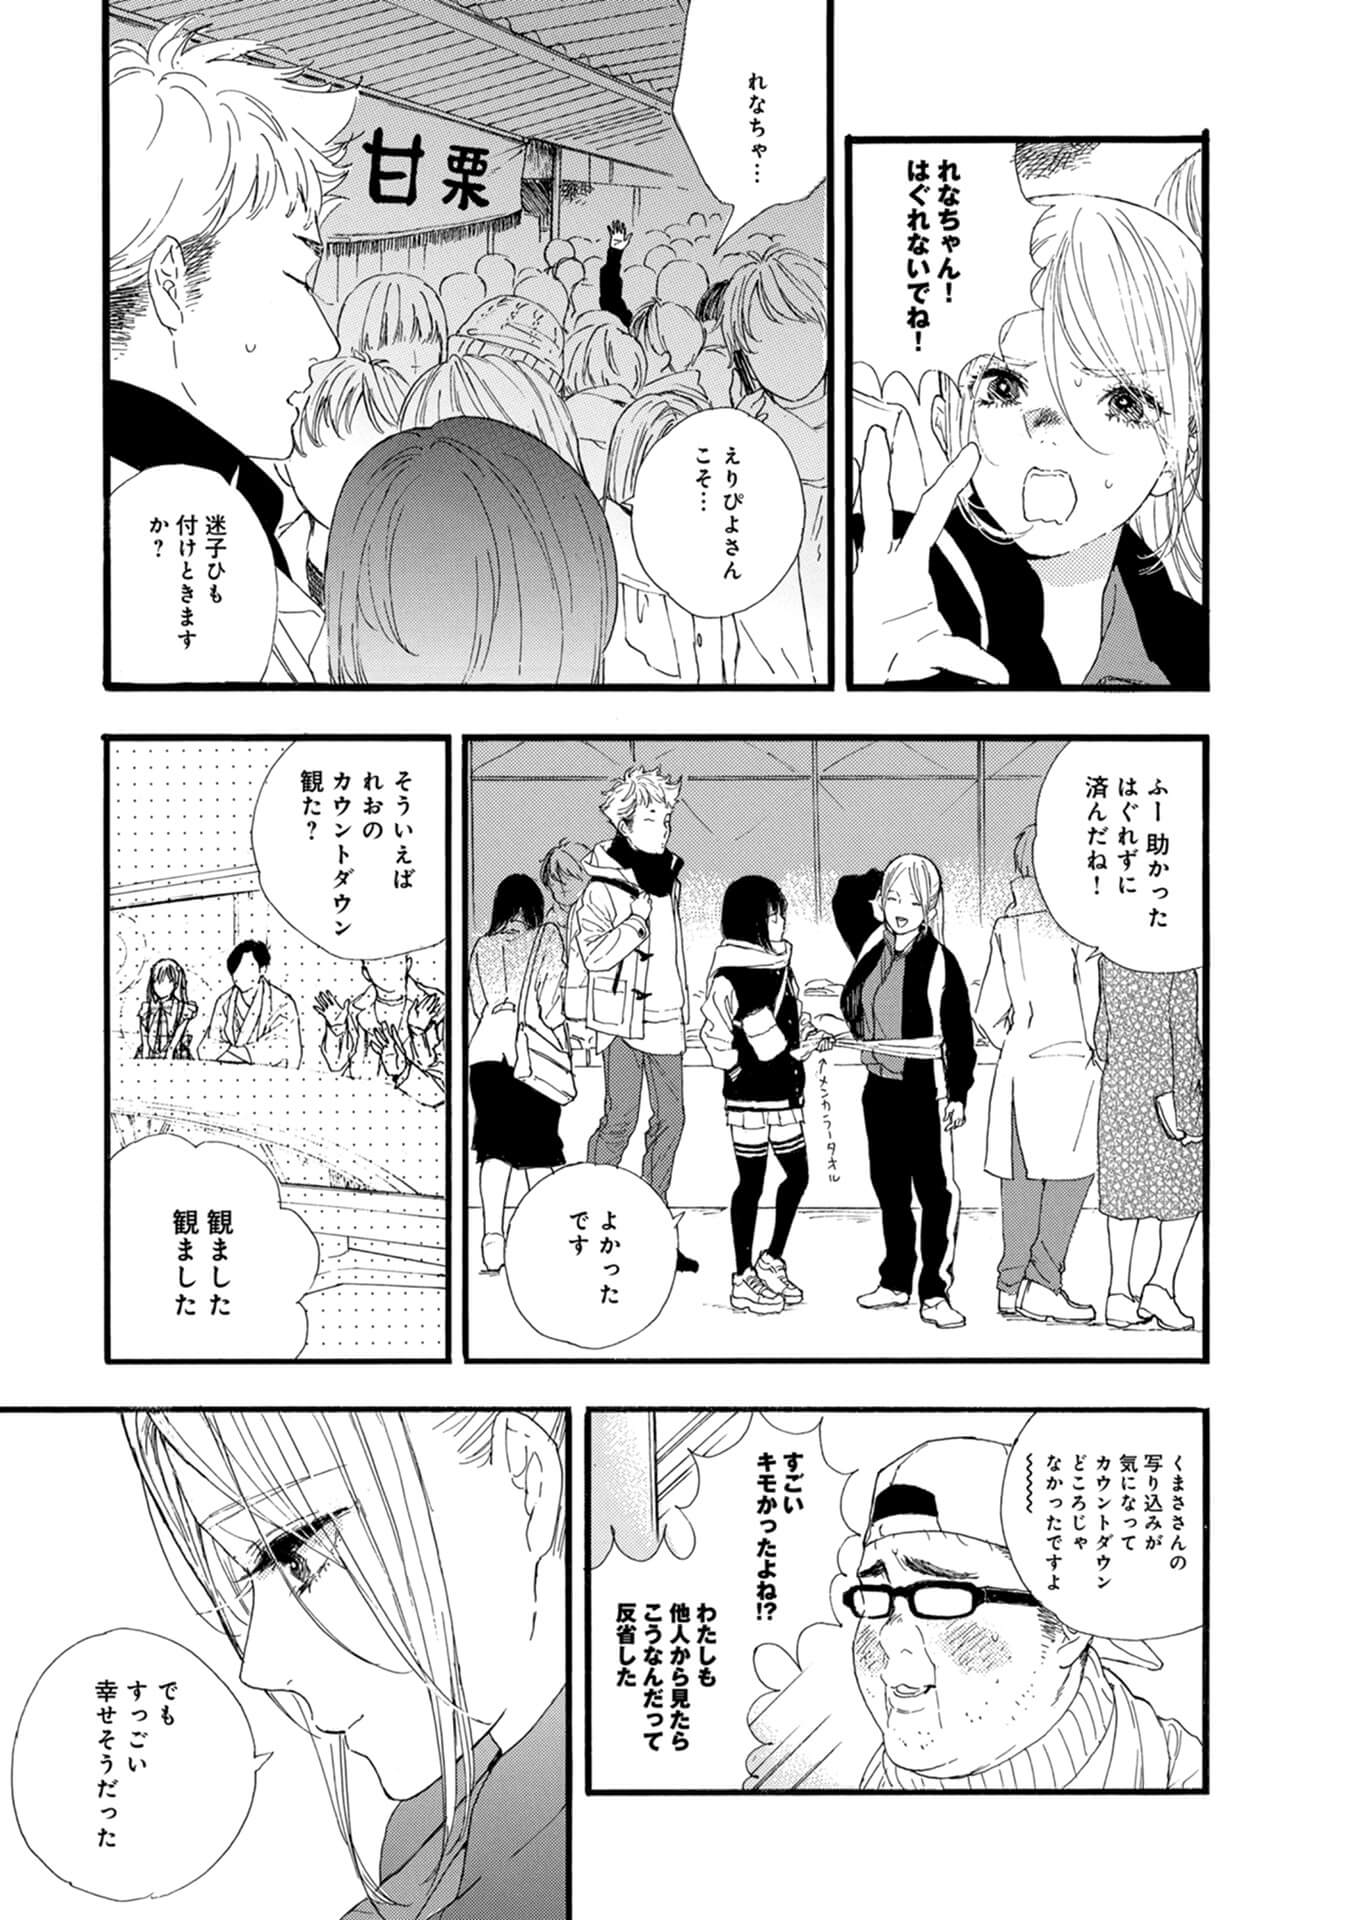 れなちゃん！
はぐれないでね！
れなちゃ…
甘栗
えりぴよさん
こそ…
迷子ひも
付けときます
か？
ふー助かった
はぐれずに
済んだね！
←メンカラータオル
よかった
です
そういえば
れおの
カウントダウン
観た？
観ました
観ました
くまささんの
写り込みが
気になって
カウントダウン
どころじゃ
なかったですよ
すごい
キモかったよね!?
わたしも
他人から見たら
こうなんだって
反省した
でも
すっごい
幸せそうだった